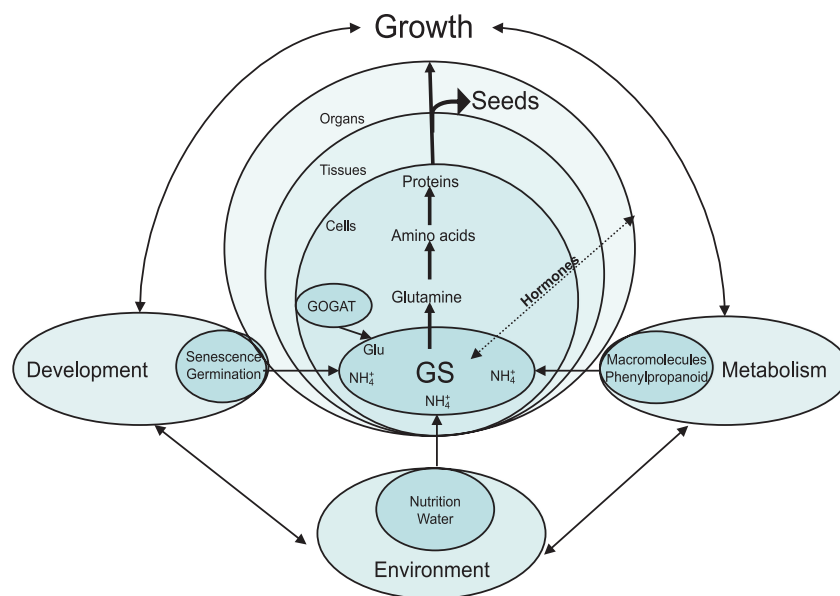 Growth
Seeds
Organs
Tissues
Proteins
Cells
Amino acids
Hormones
GOGAT
Glutamine
Glu
Development
Senescence
Germination
NH₄⁺
GS
NH₄⁺
NH₄⁺
Macromolecules
Phenylpropanoid
Metabolism
Nutrition
Water
Environment